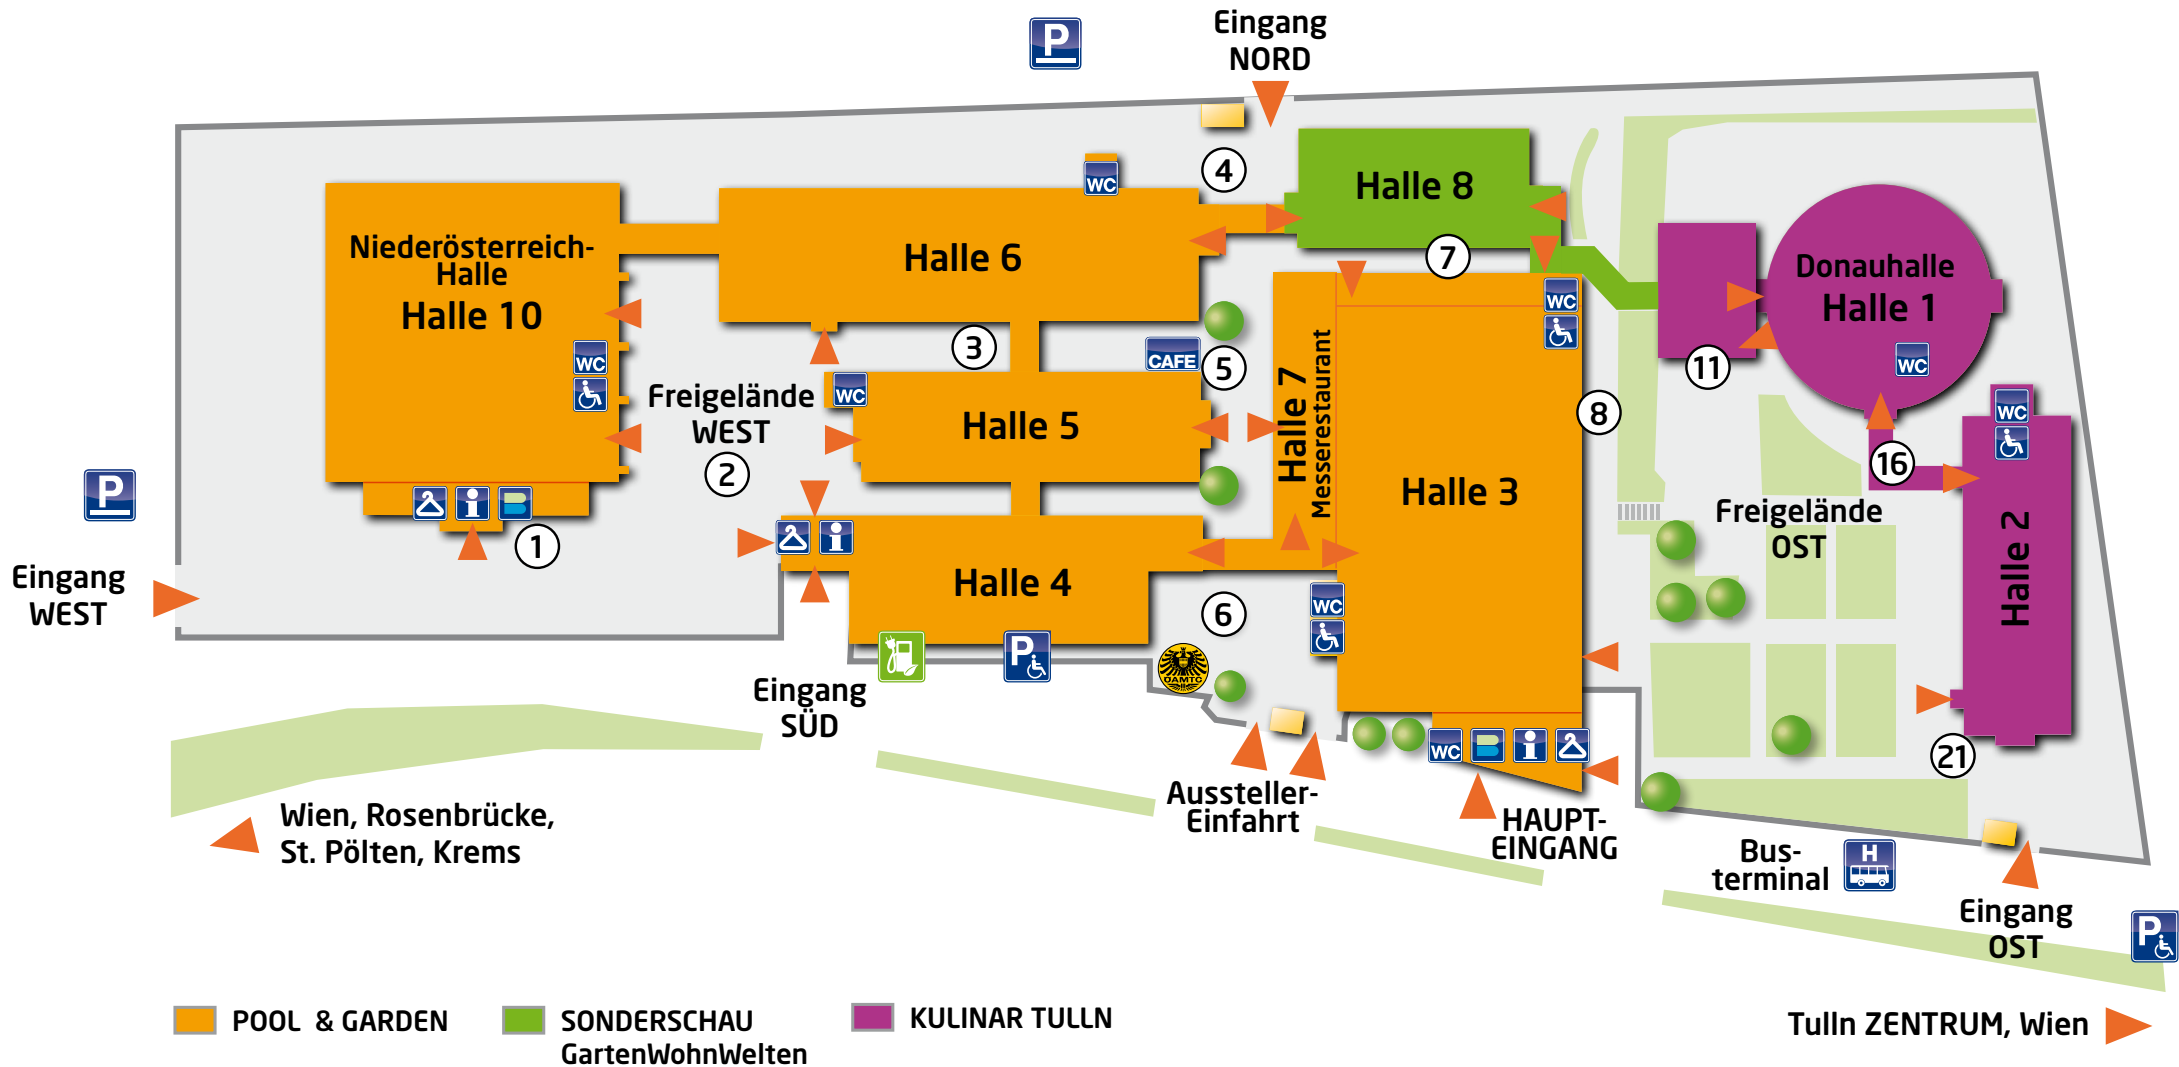 P
Eingang
NORD
4
Halle 8
WC
Niederösterreich-
Halle
Halle 10
Halle 6
7
Donauhalle
Halle 1
WC
WC
3
CAFE
5
Halle 7
Messerestaurant
WC
8
11
WC
Freigelände
WEST
2
WC
Halle 5
Halle 3
16
WC
Freigelände
OST
Halle 2
P
i
1
i
Halle 4
Eingang
WEST
6
WC
P
ÖAMTC
Eingang
SÜD
WC
i
21
Aussteller-
Einfahrt
HAUPT-
EINGANG
Wien, Rosenbrücke,
St. Pölten, Krems
Bus-
terminal
H
Eingang
OST
P
POOL & GARDEN
SONDERSCHAU
GartenWohnWelten
KULINAR TULLN
Tulln ZENTRUM, Wien